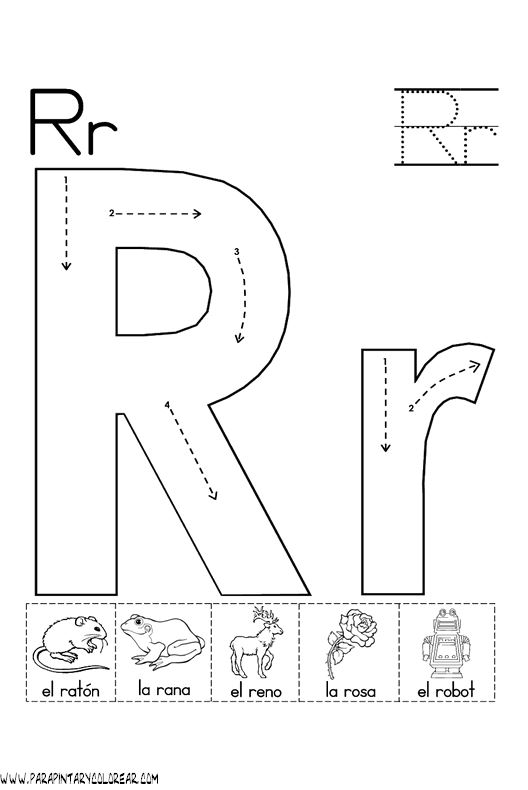 Rr
Rr
R
r
1
2
3
4
1
2
el ratón
la rana
el reno
la rosa
el robot
www.parapintarycolorear.com